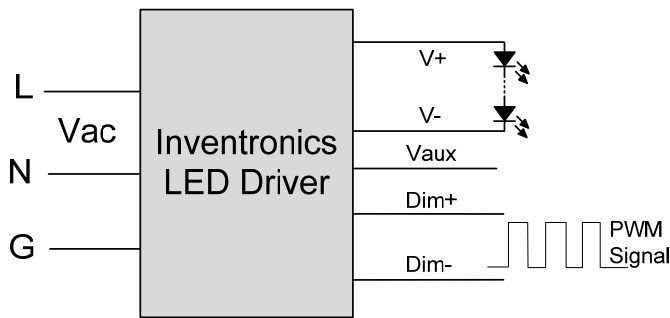 L
Vac
N
G
Inventronics
LED Driver
V+
V-
Vaux
Dim+
Dim-
PWM
Signal